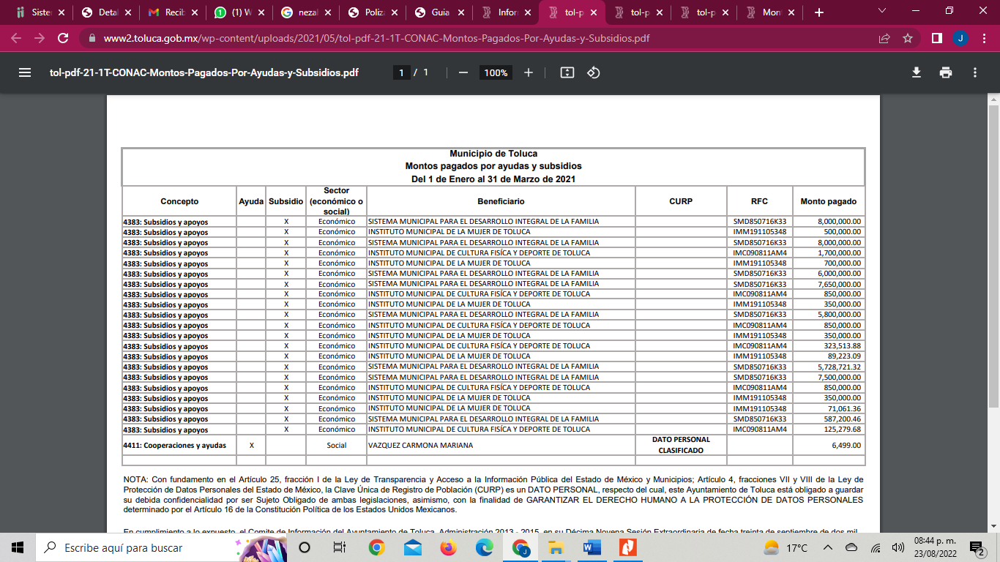 Sister
Detal
Recib
(1) W
nezal
Poliza
Guia
Infor
tol-p
tol-p
tol-p
Mont
www2.toluca.gob.mx/wp-content/uploads/2021/05/tol-pdf-21-1T-CONAC-Montos-Pagados-Por-Ayudas-y-Subsidios.pdf
J
tol-pdf-21-1T-CONAC-Montos-Pagados-Por-Ayudas-y-Subsidios.pdf 1 / 1 100%
Municipio de Toluca
Montos pagados por ayudas y subsidios
Del 1 de Enero al 31 de Marzo de 2021
Concepto Ayuda Subsidio Sector (económico o social) Beneficiario CURP RFC Monto pagado
4383: Subsidios y apoyos X Económico SISTEMA MUNICIPAL PARA EL DESARROLLO INTEGRAL DE LA FAMILIA SMD850716K33 8,000,000.00
4383: Subsidios y apoyos X Económico INSTITUTO MUNICIPAL DE LA MUJER DE TOLUCA IMM191105348 500,000.00
4383: Subsidios y apoyos X Económico SISTEMA MUNICIPAL PARA EL DESARROLLO INTEGRAL DE LA FAMILIA SMD850716K33 8,000,000.00
4383: Subsidios y apoyos X Económico INSTITUTO MUNICIPAL DE CULTURA FISÍCA Y DEPORTE DE TOLUCA IMC090811AM4 1,700,000.00
4383: Subsidios y apoyos X Económico INSTITUTO MUNICIPAL DE LA MUJER DE TOLUCA IMM191105348 700,000.00
4383: Subsidios y apoyos X Económico SISTEMA MUNICIPAL PARA EL DESARROLLO INTEGRAL DE LA FAMILIA SMD850716K33 6,000,000.00
4383: Subsidios y apoyos X Económico SISTEMA MUNICIPAL PARA EL DESARROLLO INTEGRAL DE LA FAMILIA SMD850716K33 7,650,000.00
4383: Subsidios y apoyos X Económico INSTITUTO MUNICIPAL DE CULTURA FISÍCA Y DEPORTE DE TOLUCA IMC090811AM4 850,000.00
4383: Subsidios y apoyos X Económico INSTITUTO MUNICIPAL DE LA MUJER DE TOLUCA IMM191105348 350,000.00
4383: Subsidios y apoyos X Económico SISTEMA MUNICIPAL PARA EL DESARROLLO INTEGRAL DE LA FAMILIA SMD850716K33 5,800,000.00
4383: Subsidios y apoyos X Económico INSTITUTO MUNICIPAL DE CULTURA FISÍCA Y DEPORTE DE TOLUCA IMC090811AM4 850,000.00
4383: Subsidios y apoyos X Económico INSTITUTO MUNICIPAL DE LA MUJER DE TOLUCA IMM191105348 350,000.00
4383: Subsidios y apoyos X Económico INSTITUTO MUNICIPAL DE CULTURA FISÍCA Y DEPORTE DE TOLUCA IMC090811AM4 323,513.88
4383: Subsidios y apoyos X Económico INSTITUTO MUNICIPAL DE LA MUJER DE TOLUCA IMM191105348 89,223.09
4383: Subsidios y apoyos X Económico SISTEMA MUNICIPAL PARA EL DESARROLLO INTEGRAL DE LA FAMILIA SMD850716K33 5,728,721.32
4383: Subsidios y apoyos X Económico SISTEMA MUNICIPAL PARA EL DESARROLLO INTEGRAL DE LA FAMILIA SMD850716K33 7,500,000.00
4383: Subsidios y apoyos X Económico INSTITUTO MUNICIPAL DE CULTURA FISÍCA Y DEPORTE DE TOLUCA IMC090811AM4 850,000.00
4383: Subsidios y apoyos X Económico INSTITUTO MUNICIPAL DE LA MUJER DE TOLUCA IMM191105348 350,000.00
4383: Subsidios y apoyos X Económico INSTITUTO MUNICIPAL DE LA MUJER DE TOLUCA IMM191105348 71,061.36
4383: Subsidios y apoyos X Económico SISTEMA MUNICIPAL PARA EL DESARROLLO INTEGRAL DE LA FAMILIA SMD850716K33 587,200.46
4383: Subsidios y apoyos X Económico INSTITUTO MUNICIPAL DE CULTURA FISÍCA Y DEPORTE DE TOLUCA IMC090811AM4 125,279.68
4411: Cooperaciones y ayudas X Social VAZQUEZ CARMONA MARIANA DATO PERSONAL CLASIFICADO 6,499.00
NOTA: Con fundamento en el Artículo 25, fracción I de la Ley de Transparencia y Acceso a la Información Pública del Estado de México y Municipios; Artículo 4, fracciones VII y VIII de la Ley de
Protección de Datos Personales del Estado de México, la Clave Única de Registro de Población (CURP) es un DATO PERSONAL, respecto del cual, este Ayuntamiento de Toluca está obligado a guardar
su debida confidencialidad por ser Sujeto Obligado de ambas legislaciones, asimismo, con la finalidad de GARANTIZAR EL DERECHO HUMANO A LA PROTECCIÓN DE DATOS PERSONALES
determinado por el Artículo 16 de la Constitución Política de los Estados Unidos Mexicanos.
En cumplimiento a lo expuesto, el Comite de Información del Ayuntamiento de Toluca, Administración 2013 - 2015, en su Décima Novena Sesión Extraordinaria de fecha treinta de septiembre de dos mil
Escribe aquí para buscar
17°C
08:44 p. m.
23/08/2022
2